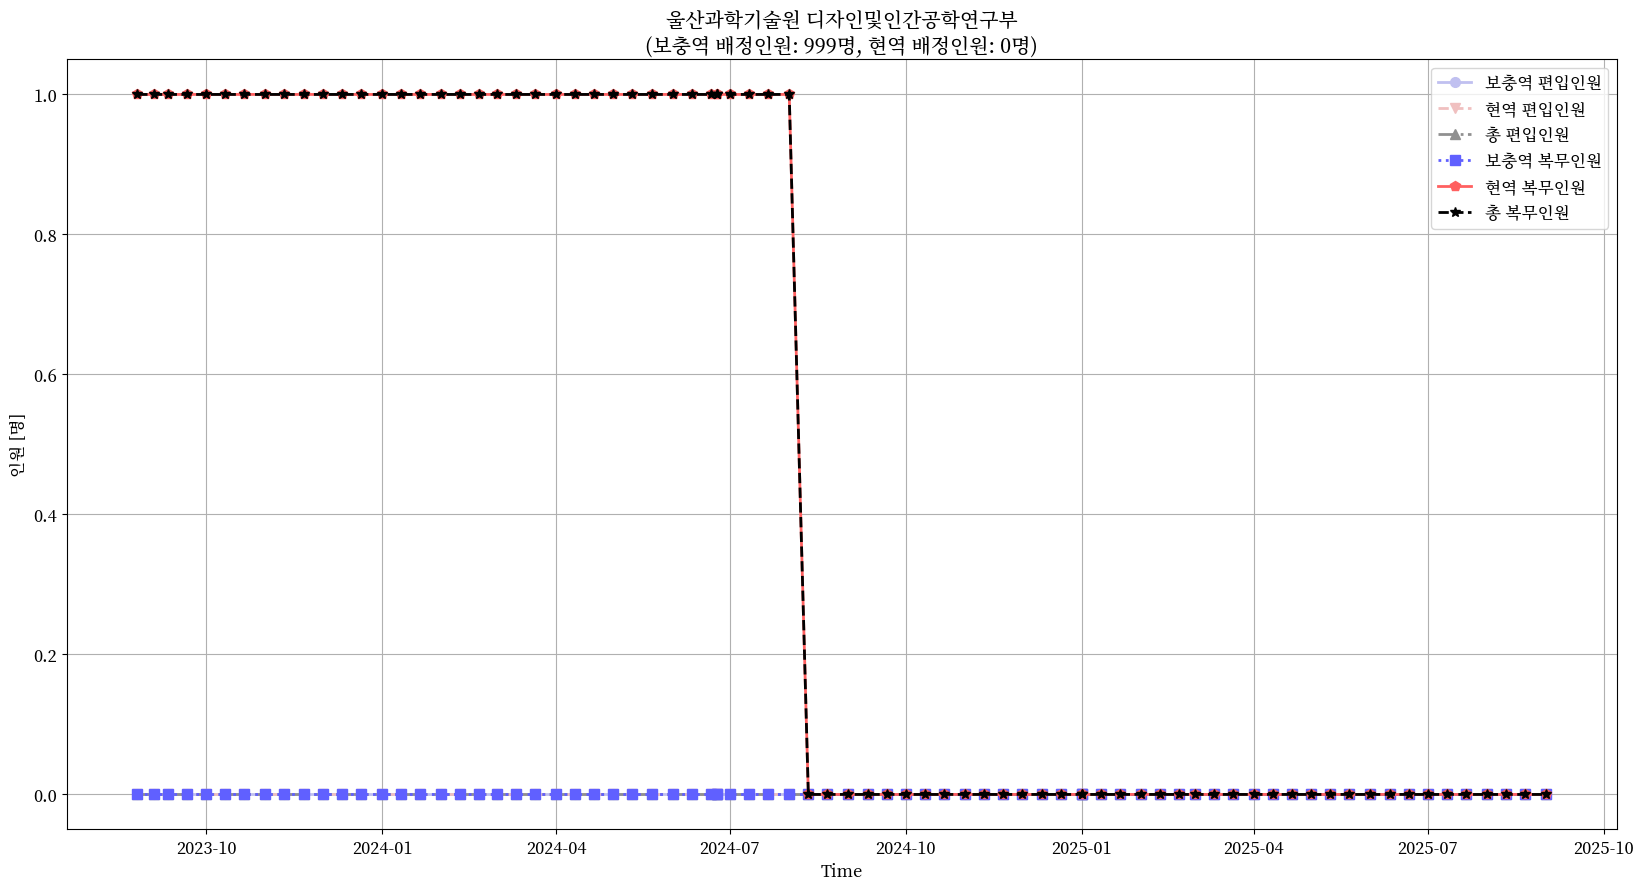 울산과학기술원 디자인및인간공학연구부
(보충역 배정인원: 999명, 현역 배정인원: 0명)
보충역 편입인원
현역 편입인원
총 편입인원
보충역 복무인원
현역 복무인원
총 복무인원
인원 [명]
1.0
0.8
0.6
0.4
0.2
0.0
2023-10
2024-01
2024-04
2024-07
2024-10
2025-01
2025-04
2025-07
2025-10
Time